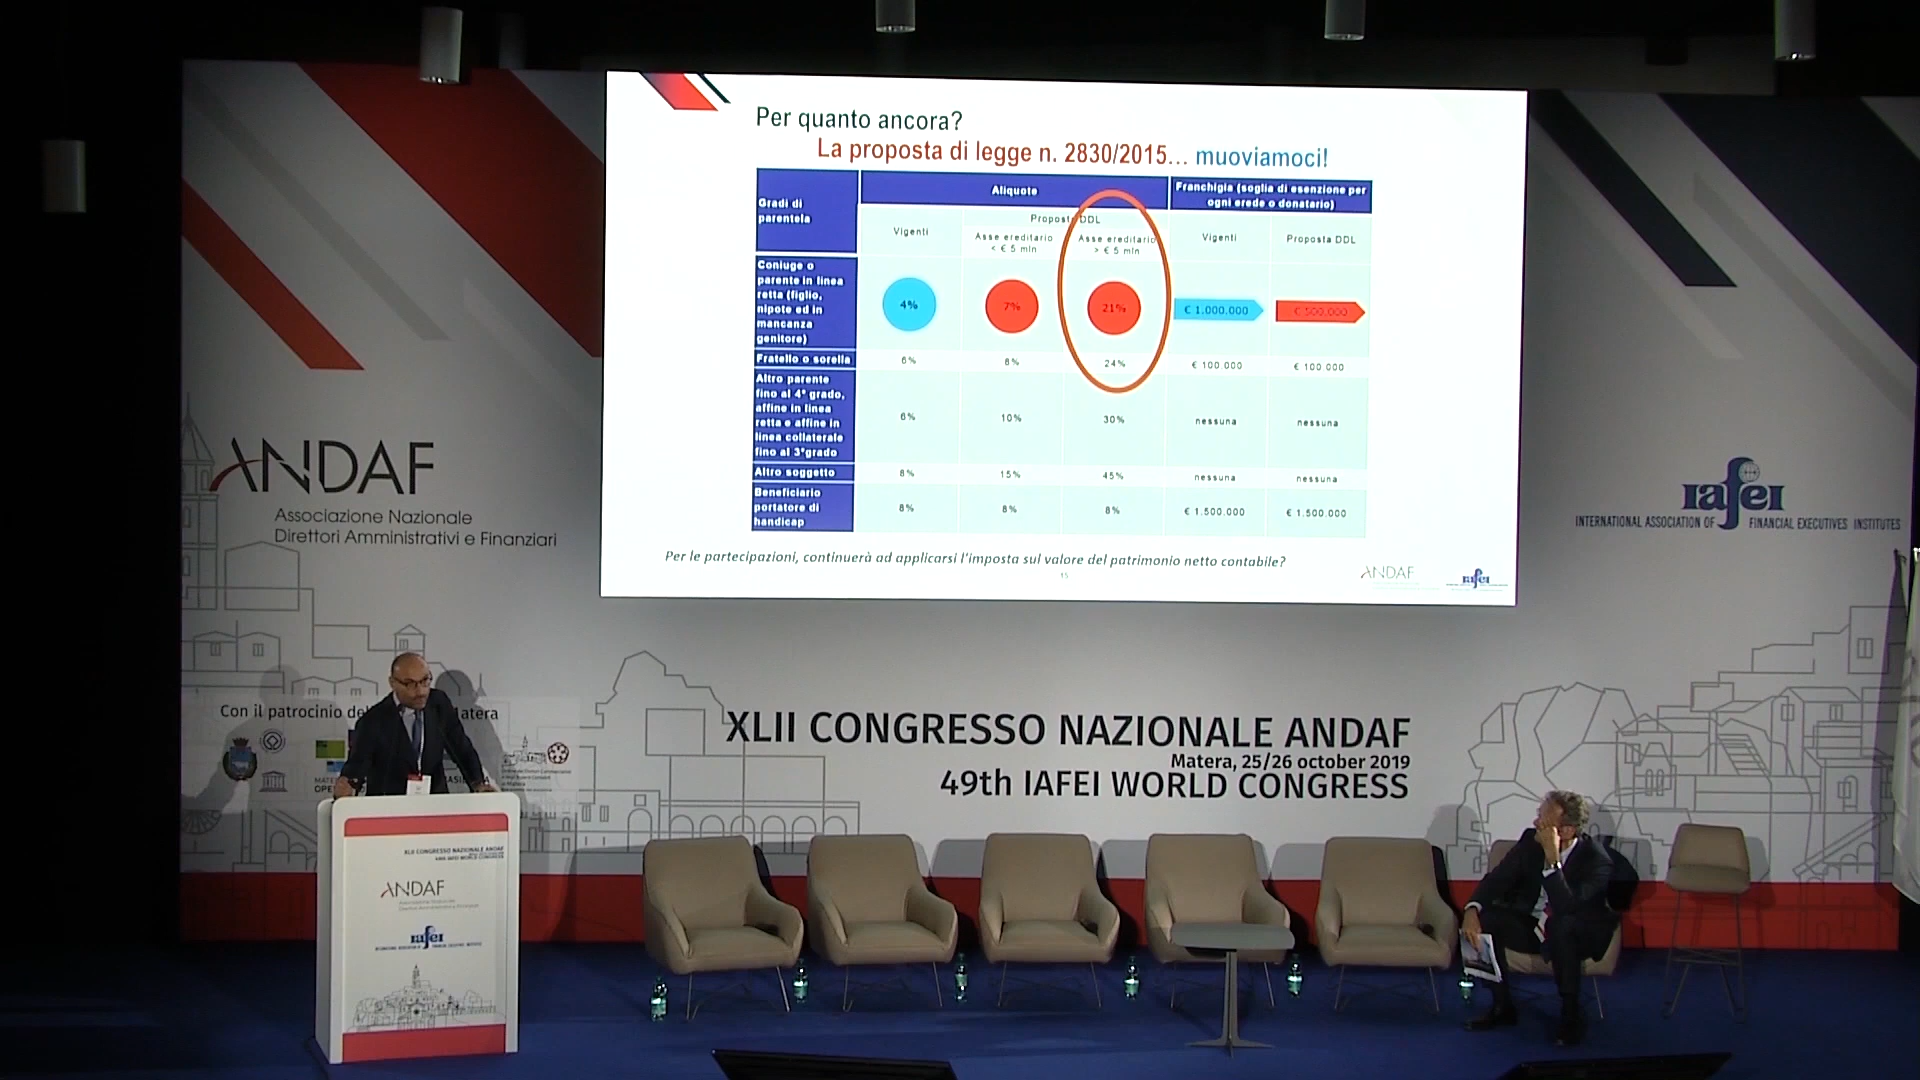 Per quanto ancora?
La proposta di legge n. 2830/2015... muoviamoci!
Gradi di parentela
Aliquote
Franchigia (soglia di esenzione per
ogni erede o donatario)
Vigenti
Proposta DDL
Asse ereditario
< € 5 mln
Asse ereditario
> € 5 mln
Vigenti
Proposta DDL
Coniuge o
parente in linea
retta (figlio,
nipote ed in
mancanza
genitore)
4%
7%
21%
€ 1.000.000
€ 500.000
Fratello o sorella
6%
8%
24%
€ 100.000
€ 100.000
Altro parente
fino al 4° grado,
affine in linea
retta e affine in
linea collaterale
fino al 3°grado
6%
10%
30%
nessuna
nessuna
Altro soggetto
8%
15%
45%
nessuna
nessuna
Beneficiario
portatore di
handicap
8%
8%
8%
€ 1.500.000
€ 1.500.000
Per le partecipazioni, continuerà ad applicarsi l'imposta sul valore del patrimonio netto contabile?
15
ANDAF
iafei
ANDAF
Associazione Nazionale
Direttori Amministrativi e Finanziari
iafei
INTERNATIONAL ASSOCIATION OF FINANCIAL EXECUTIVES INSTITUTES
Con il patrocinio
XLII CONGRESSO NAZIONALE ANDAF
Matera, 25/26 october 2019
49th IAFEI WORLD CONGRESS
XLII CONGRESSO NAZIONALE ANDAF
49th IAFEI WORLD CONGRESS
ANDAF
Associazione Nazionale
Direttori Amministrativi e Finanziari
iafei